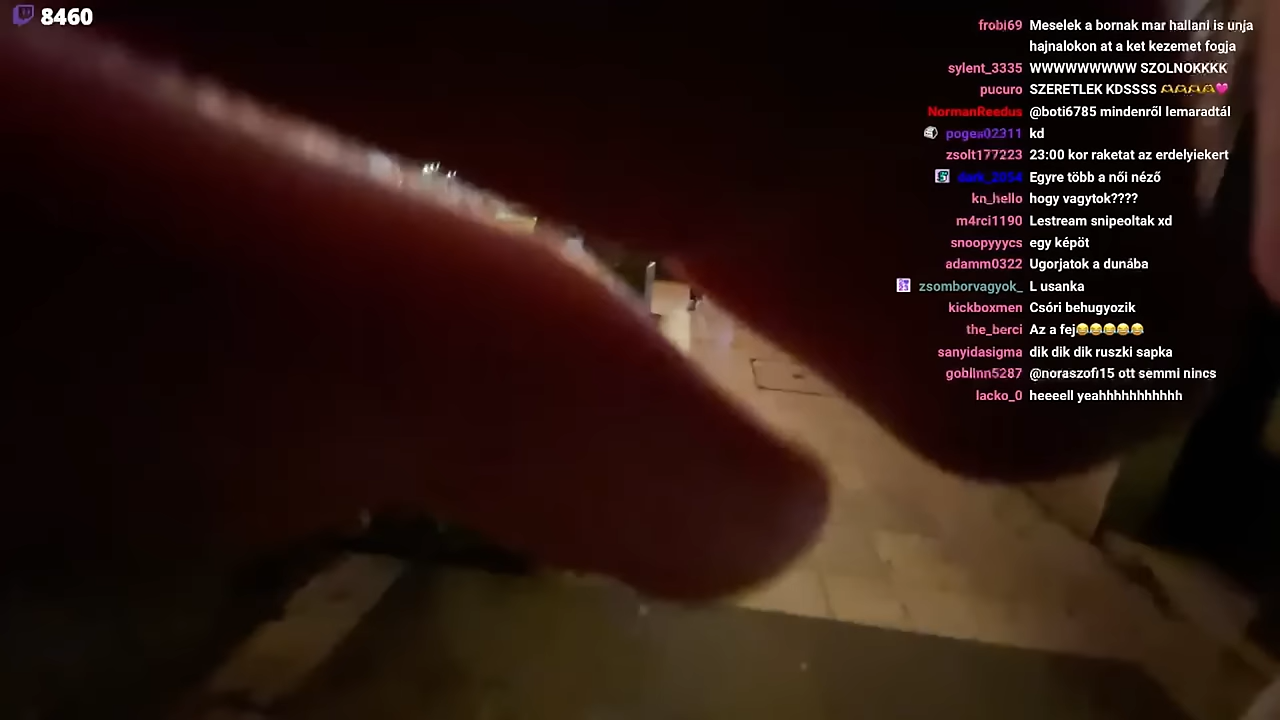 8460
frobi69 Meselek a bornak mar hallani is unja
hajnalokon at a ket kezemet fogja
sylent_3335 WWWWWWWWW SZOLNOKKKK
pucuro SZERETLEK KDSSSS 🫶🫶🫶🫶💗
NormanReedus @boti6785 mindenről lemaradtál
pogea02311 kd
zsolt177223 23:00 kor raketat az erdelyiekert
dark_2854 Egyre több a női néző
kn_hello hogy vagytok????
m4rci1190 Lestream snipeoltak xd
snoopyyycs egy képöt
adamm0322 Ugorjatok a dunába
zsomborvagyok_ L usanka
kickboxmen Csóri behugyozik
the_berci Az a fej😂😂😂😂😂
sanyidasigma dik dik dik ruszki sapka
goblinn5287 @noraszofi15 ott semmi nincs
lacko_0 heeeell yeahhhhhhhhhhh